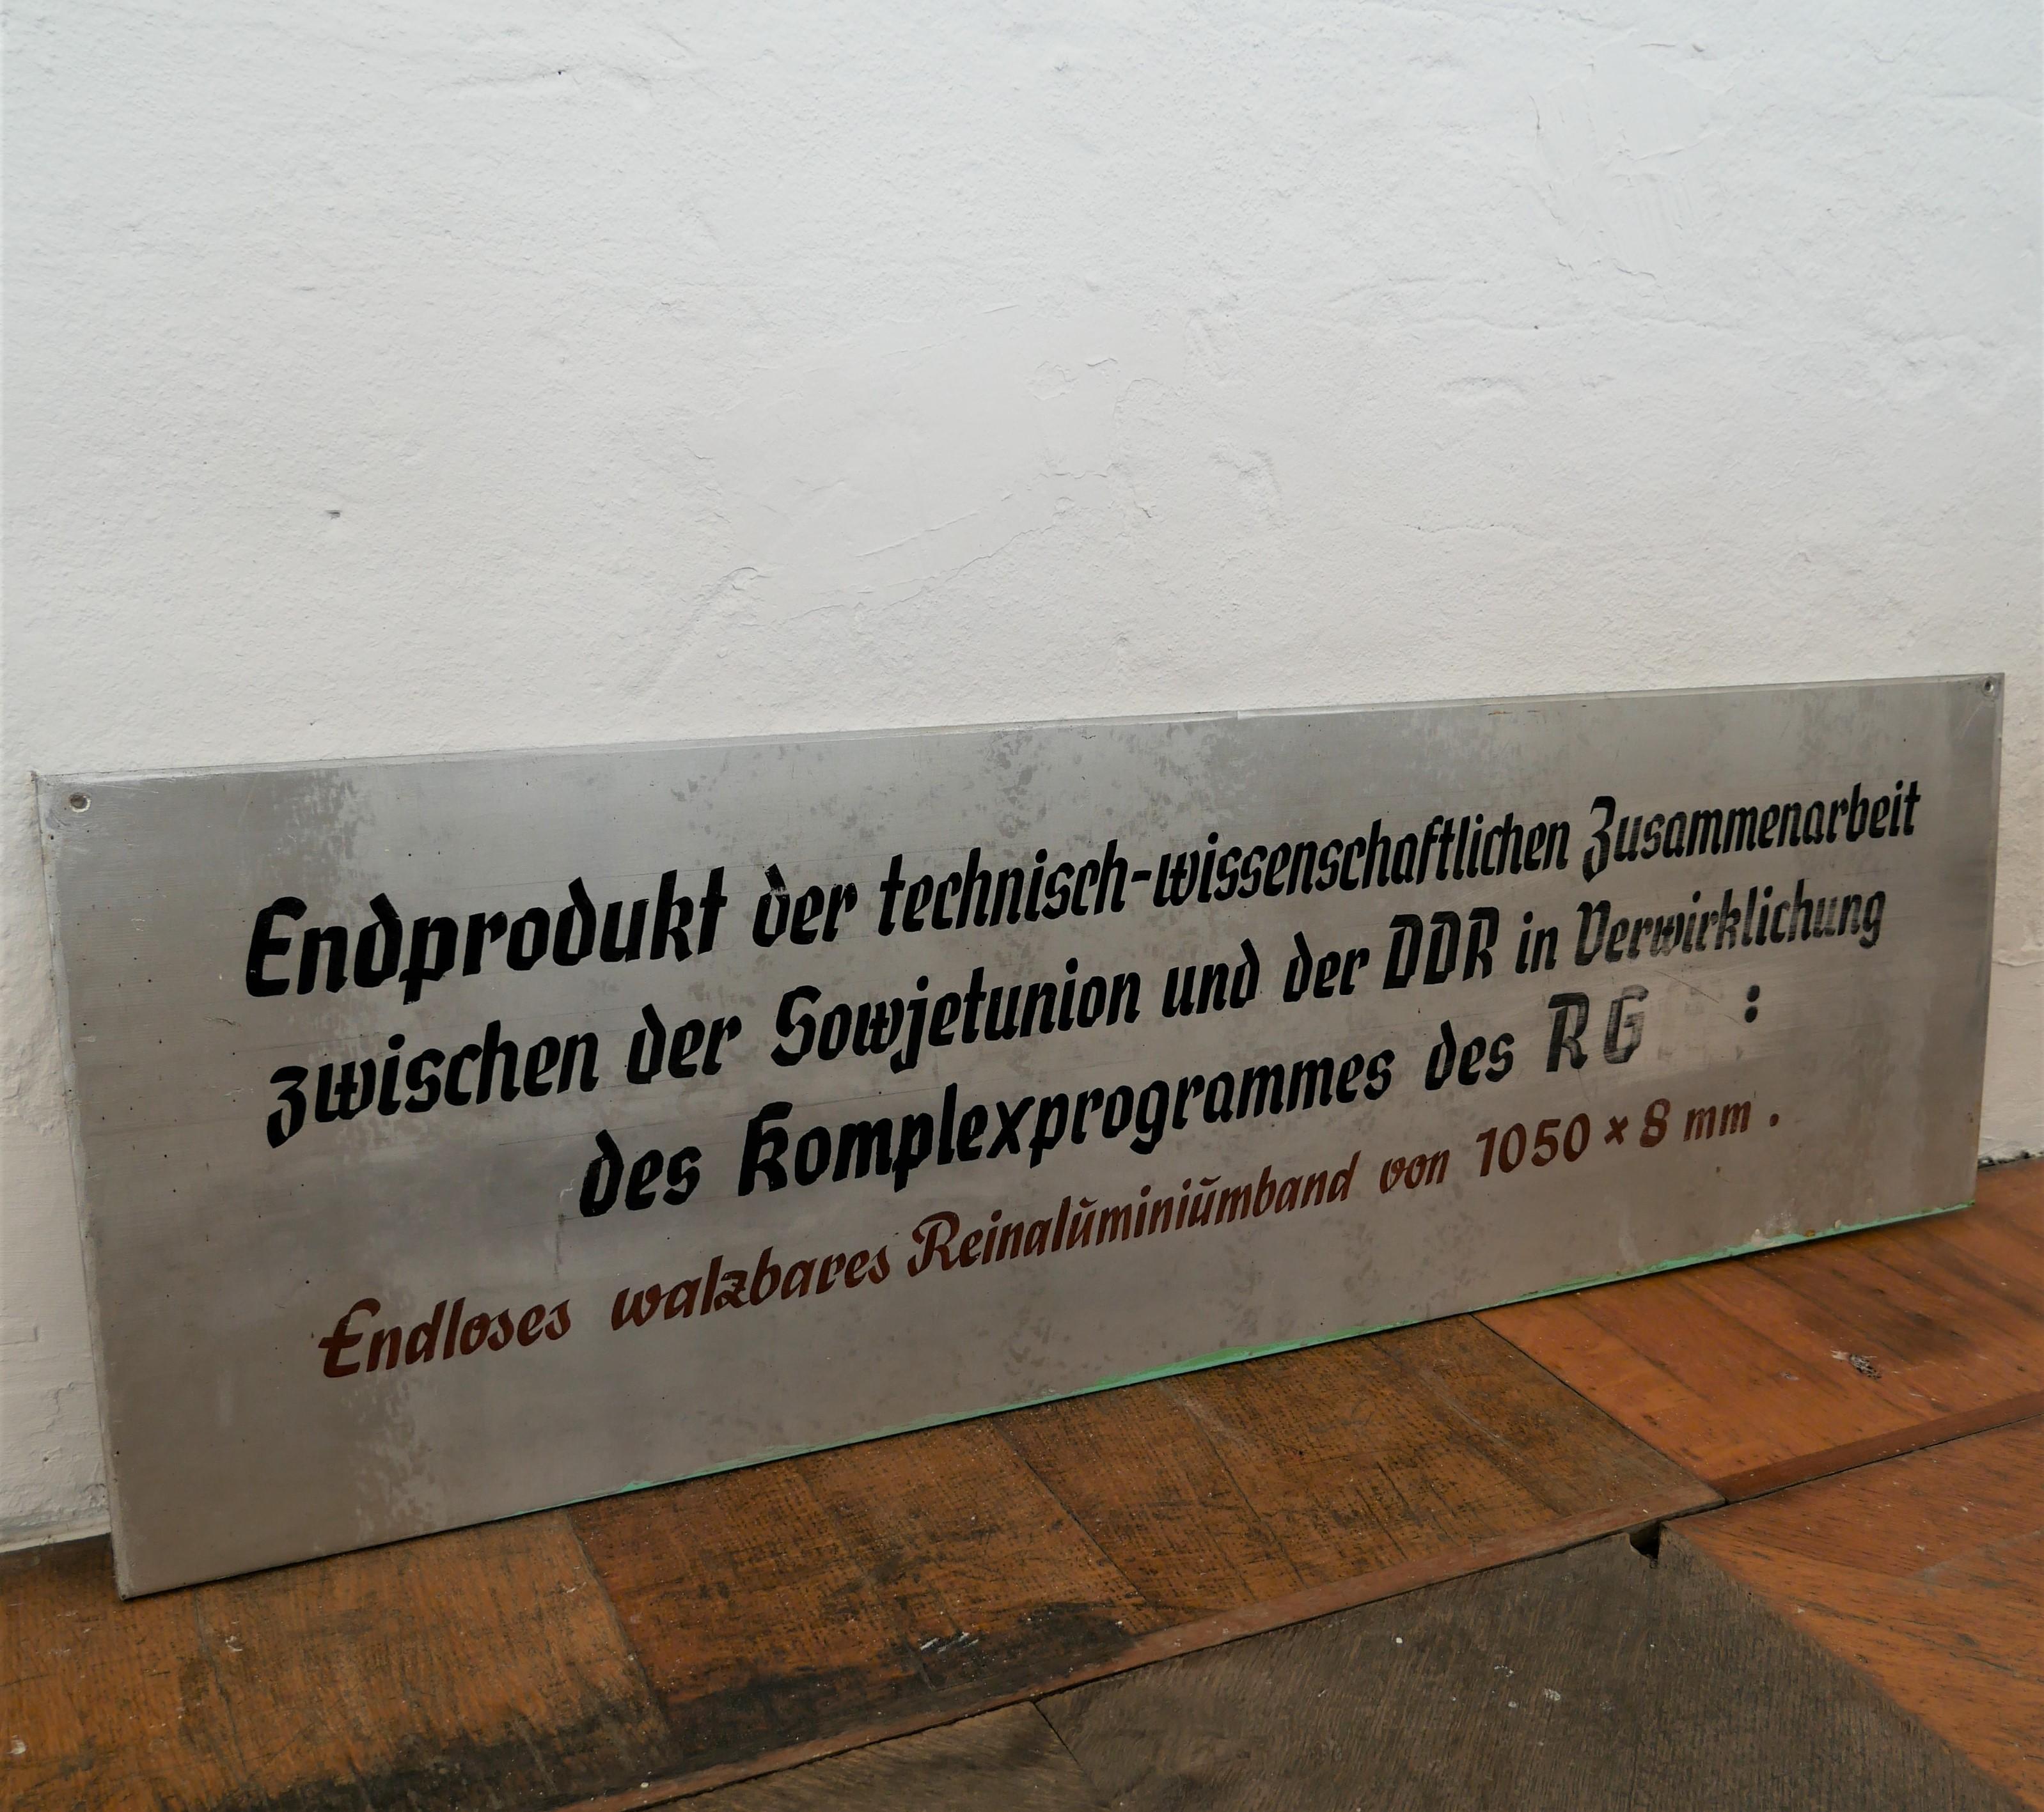 Endprodukt der technisch-wissenschaftlichen Zusammenarbeit
zwischen der Sowjetunion und der DDR in Verwirklichung
des Komplexprogrammes des RG :
Endloses walzbares Reinaluminiumband von 1050 × 8 mm .